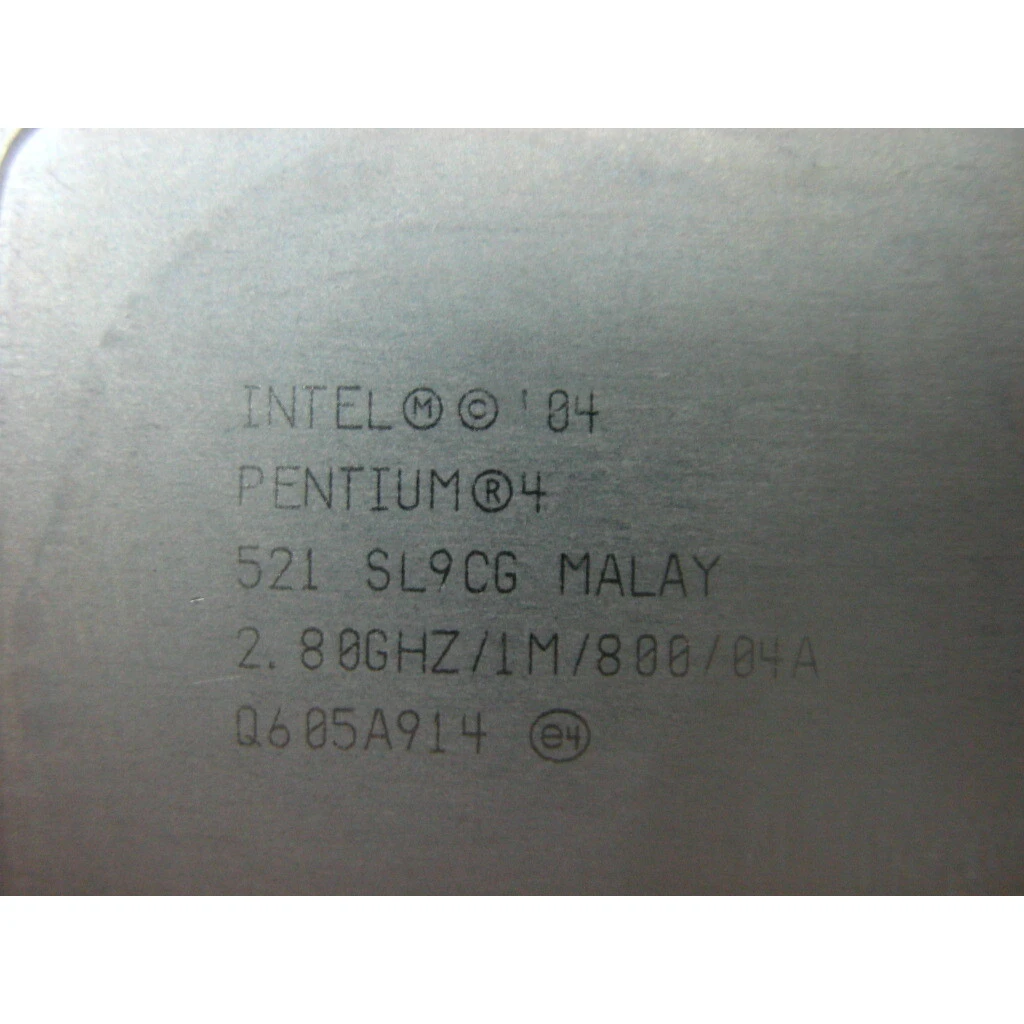 INTEL Ⓜ © '04
PENTIUM ® 4
521 SL9CG MALAY
2.80GHZ/1M/800/04A
Q605A914 ⓔ4